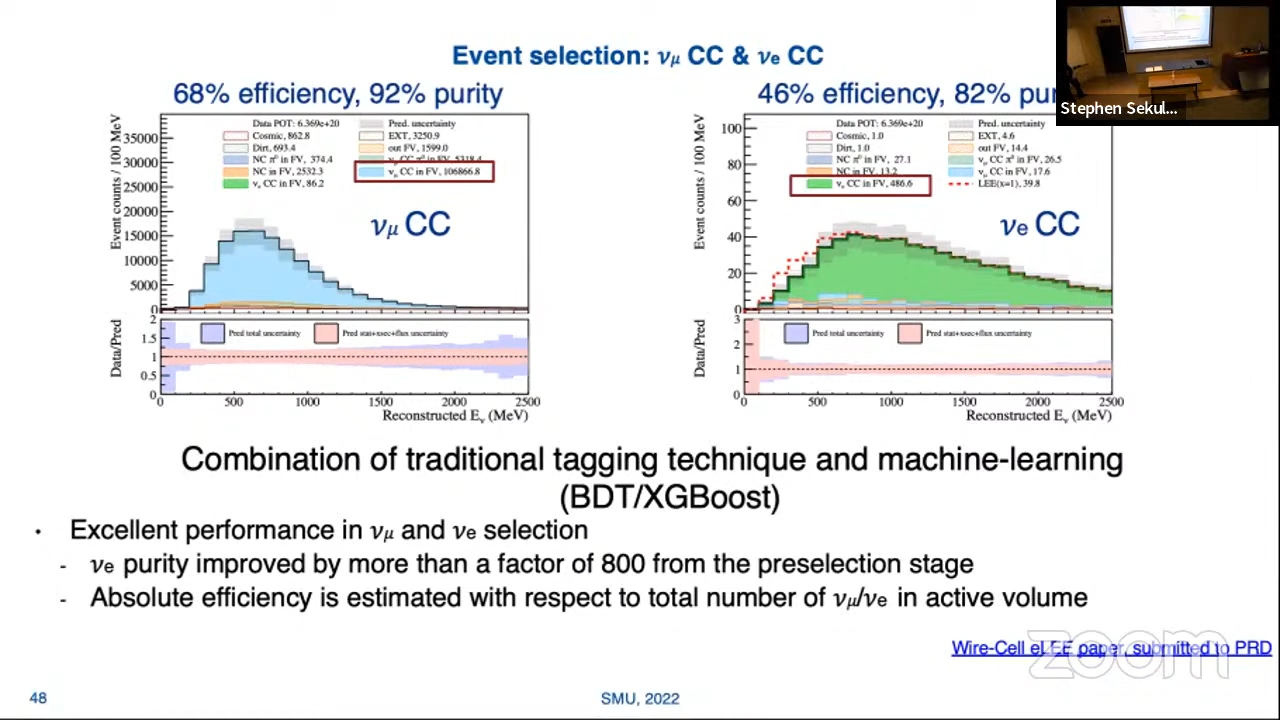 Event selection: νμ CC & νe CC
68% efficiency, 92% purity
46% efficiency, 82%
Stephen Sekul...
Event counts / 100 MeV
35000
30000
25000
20000
15000
10000
5000
0
Data POT: 6.369e+20
Pred. uncertainty
Cosmic, 862.8
EXT, 3250.9
Dirt, 693.4
out FV, 1599.0
NC π⁰ in FV, 374.4
νμ CC π⁰ in FV, 5318.4
NC in FV, 2532.3
νμ CC in FV, 106866.8
νe CC in FV, 86.2
νμ CC
Data/Pred
2
1.5
1
0.5
0
Pred total uncertainty
Pred stat+xsec+flux uncertainty
0
500
1000
1500
2000
2500
Reconstructed Eν (MeV)
Event counts / 100 MeV
100
80
60
40
20
0
Data POT: 6.369e+20
Pred. uncertainty
Cosmic, 1.0
EXT, 4.6
Dirt, 1.0
out FV, 14.4
NC π⁰ in FV, 27.1
νμ CC π⁰ in FV, 26.5
NC in FV, 13.2
νμ CC in FV, 17.6
νe CC in FV, 486.6
LEE(x=1), 39.8
νe CC
Data/Pred
3
2
1
0
Pred total uncertainty
Pred stat+xsec+flux uncertainty
0
500
1000
1500
2000
2500
Reconstructed Eν (MeV)
Combination of traditional tagging technique and machine-learning
(BDT/XGBoost)
• Excellent performance in νμ and νe selection
- νe purity improved by more than a factor of 800 from the preselection stage
- Absolute efficiency is estimated with respect to total number of νμ/νe in active volume
Wire-Cell eLEE paper, submitted to PRD
zoom
48
SMU, 2022